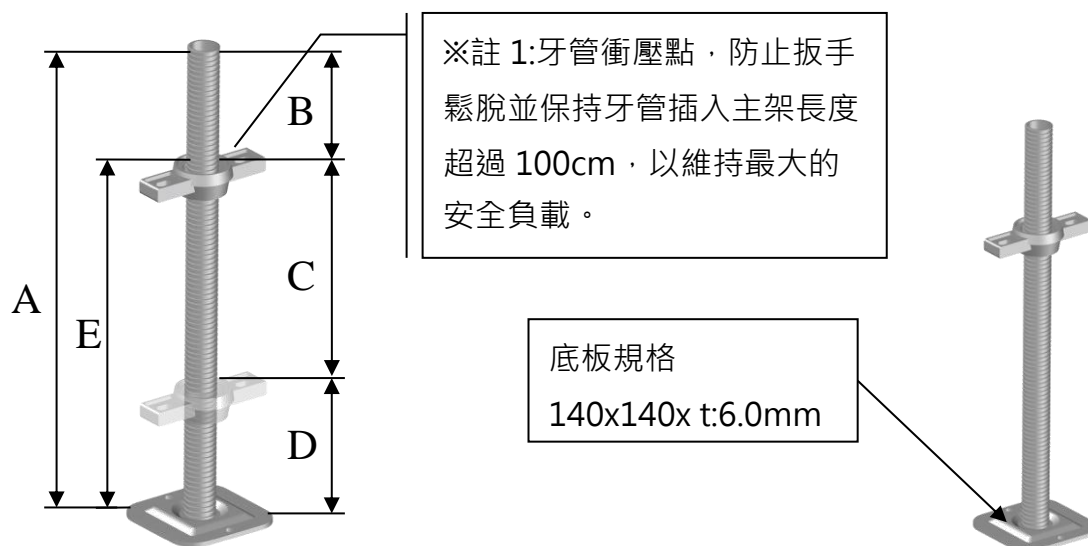 ※註 1:牙管衝壓點，防止扳手
鬆脫並保持牙管插入主架長度
超過 100cm，以維持最大的
安全負載。
B
A
E
C
D
底板規格
140x140x t:6.0mm